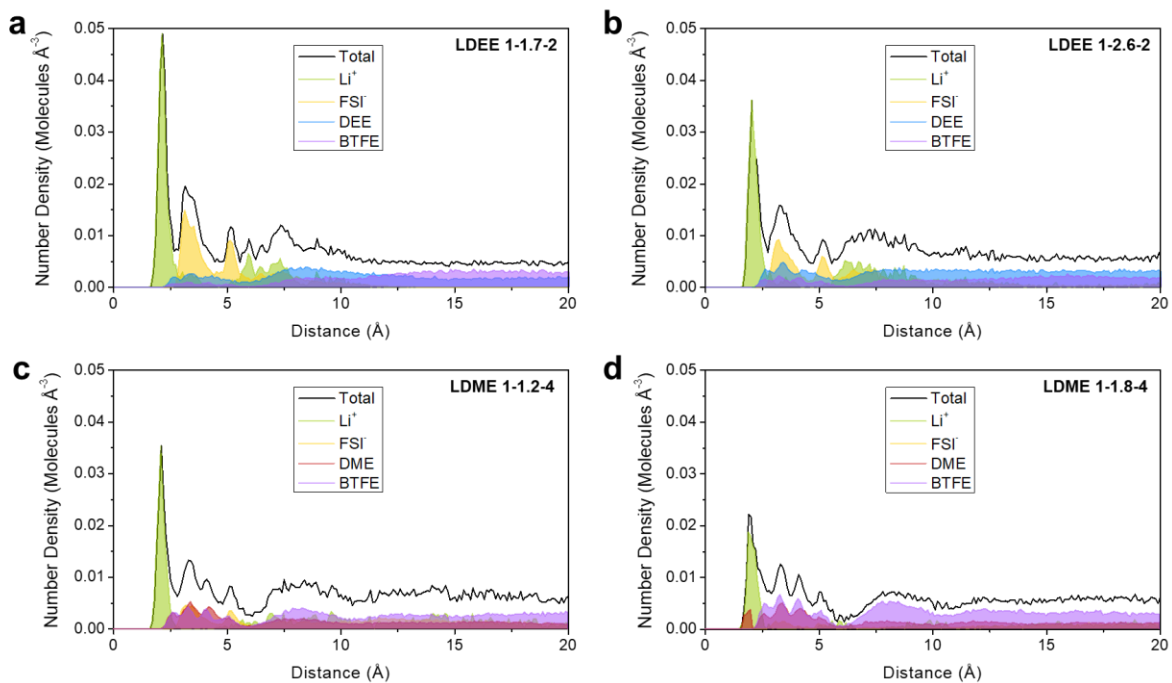 a
LDEE 1-1.7-2
Total
Li⁺
FSI⁻
DEE
BTFE
Number Density (Molecules Å⁻³)
0.05
0.04
0.03
0.02
0.01
0.00
0 5 10 15 20
Distance (Å)
b
LDEE 1-2.6-2
Total
Li⁺
FSI⁻
DEE
BTFE
Number Density (Molecules Å⁻³)
0.05
0.04
0.03
0.02
0.01
0.00
0 5 10 15 20
Distance (Å)
c
LDME 1-1.2-4
Total
Li⁺
FSI⁻
DME
BTFE
Number Density (Molecules Å⁻³)
0.05
0.04
0.03
0.02
0.01
0.00
0 5 10 15 20
Distance (Å)
d
LDME 1-1.8-4
Total
Li⁺
FSI⁻
DME
BTFE
Number Density (Molecules Å⁻³)
0.05
0.04
0.03
0.02
0.01
0.00
0 5 10 15 20
Distance (Å)